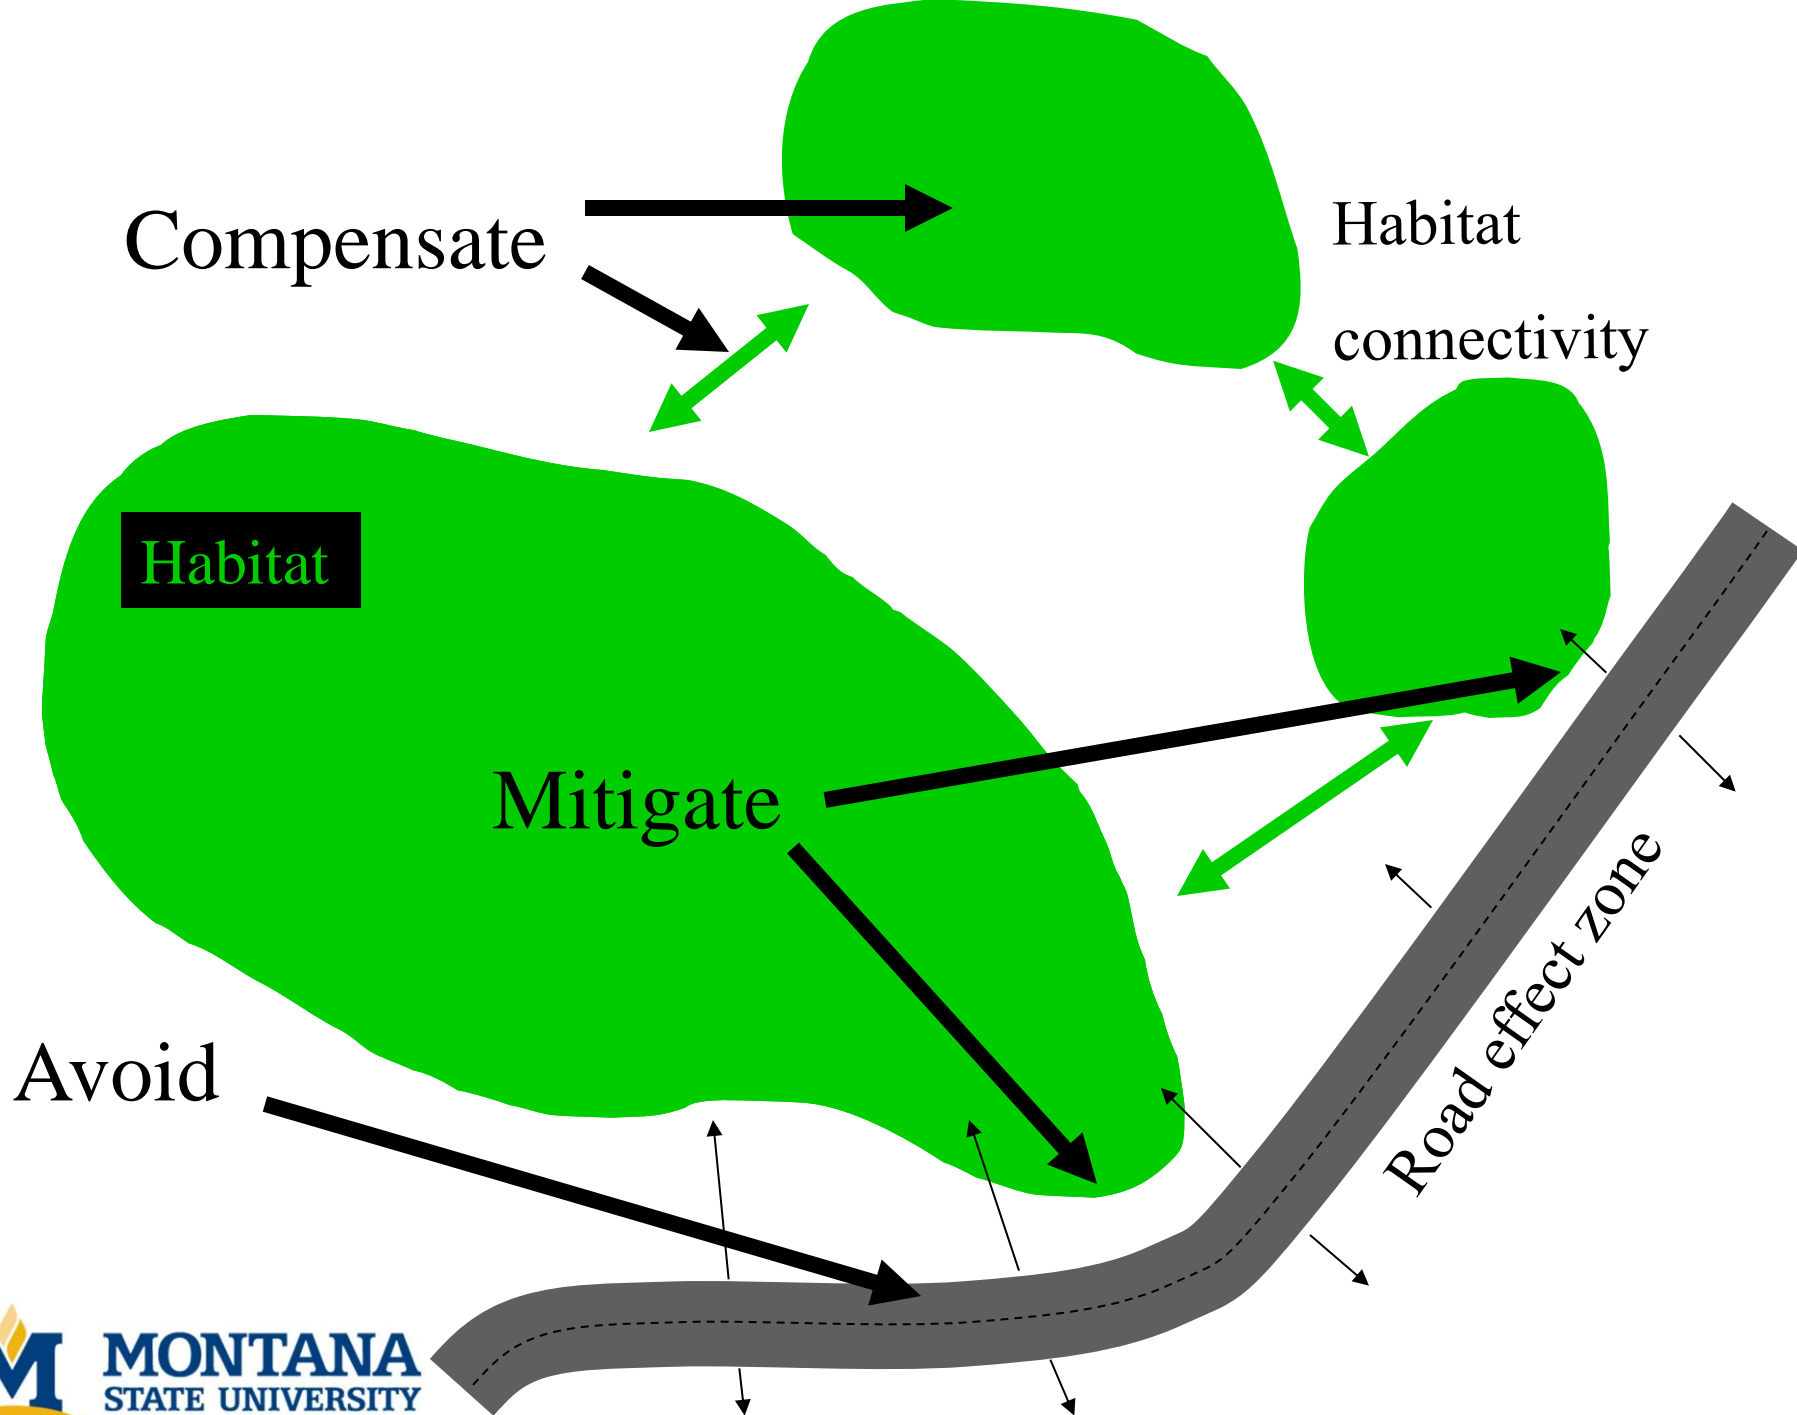 Compensate
Habitat
connectivity
Habitat
Mitigate
Road effect zone
Avoid
MONTANA
STATE UNIVERSITY